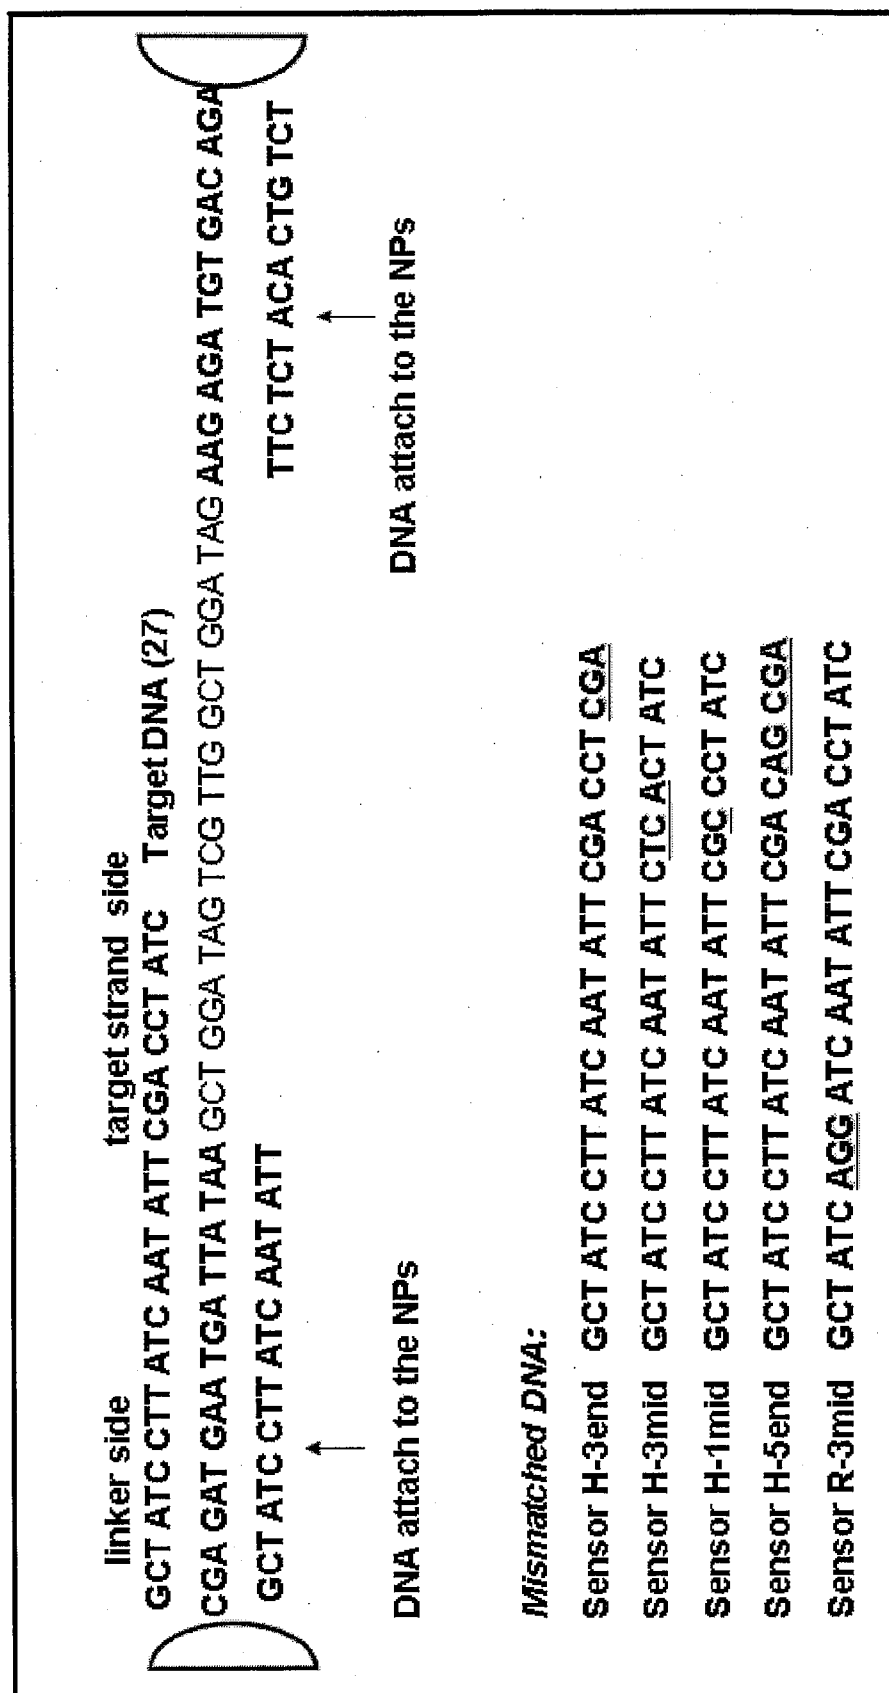 linker side target strand side
GCT ATC CTT ATC AAT ATT CGA CCT ATC Target DNA (27)
CGA GAT GAA TGA TTA TAA GCT GGA TAG TCG TTG GCT GGA TAG AAG AGA TGT GAC AGA
GCT ATC CTT ATC AAT ATT TTC TCT ACA CTG TCT
DNA attach to the NPs DNA attach to the NPs
Mismatched DNA:
Sensor H-3end GCT ATC CTT ATC AAT ATT CGA CCT CGA
Sensor H-3mid GCT ATC CTT ATC AAT ATT CTC ACT ATC
Sensor H-1mid GCT ATC CTT ATC AAT ATT CGC CCT ATC
Sensor H-5end GCT ATC CTT ATC AAT ATT CGA CAG CGA
Sensor R-3mid GCT ATC AGG ATC AAT ATT CGA CCT ATC